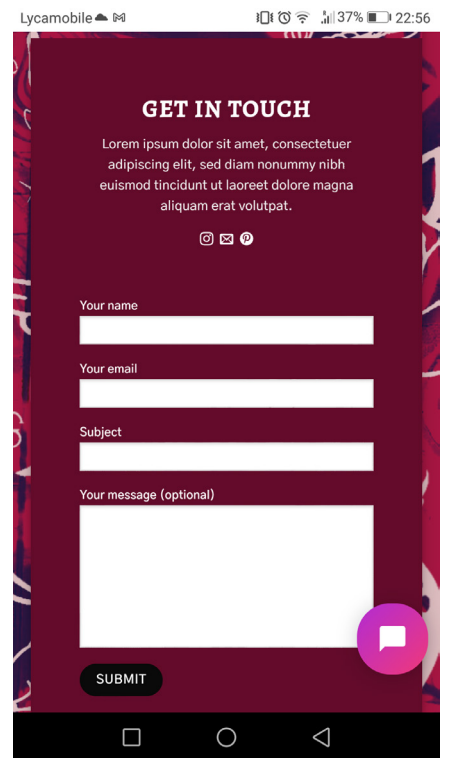 Lycamobile 37% 22:56
GET IN TOUCH
Lorem ipsum dolor sit amet, consectetuer
adipiscing elit, sed diam nonummy nibh
euismod tincidunt ut laoreet dolore magna
aliquam erat volutpat.
Your name
Your email
Subject
Your message (optional)
SUBMIT